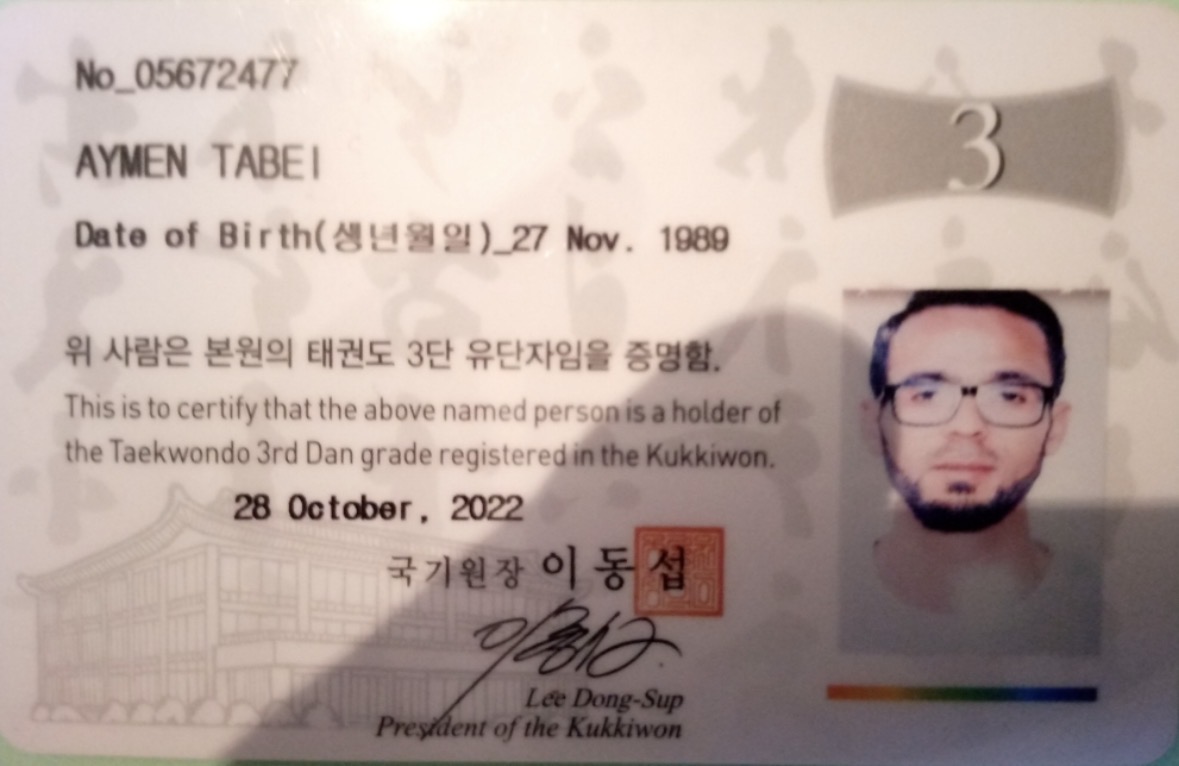 No_05672477
3
AYMEN TABEI
Date of Birth(생년월일)_27 Nov. 1989
위 사람은 본원의 태권도 3단 유단자임을 증명함.
This is to certify that the above named person is a holder of
the Taekwondo 3rd Dan grade registered in the Kukkiwon.
28 October, 2022
국기원장 이동섭
Lee Dong-Sup
President of the Kukkiwon